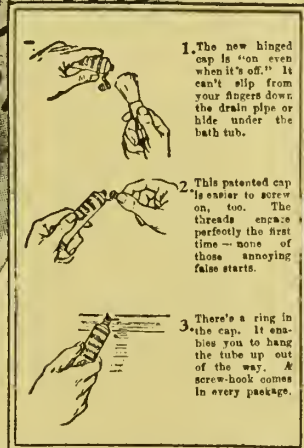 1. The new hinged
cap is "on even
when it's off." It
can't slip from
your fingers down
the drain pipe or
hide under the
bath tub.
2. This patented cap
is easier to screw
on, too. The
threads engage
perfectly the first
time — none of
those annoying
false starts.
3. There's a ring in
the cap. It ena-
bles you to hang
the tube up out
of the way. A
screw-hook comes
in every package.